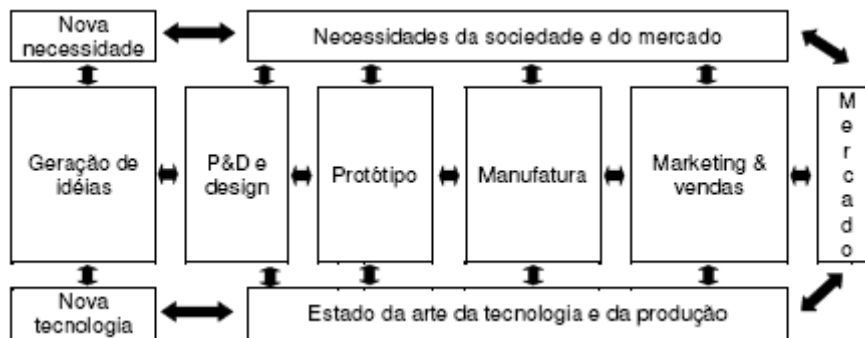 Nova
necessidade
Necessidades da sociedade e do mercado
Geração de
idéias
P&D e
design
Protótipo
Manufatura
Marketing &
vendas
Mercado
Nova
tecnologia
Estado da arte da tecnologia e da produção